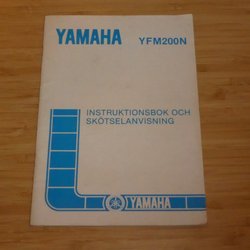 YAMAHA YFM200N
INSTRUKTIONSBOK OCH
SKÖTSELANVISNING
YAMAHA